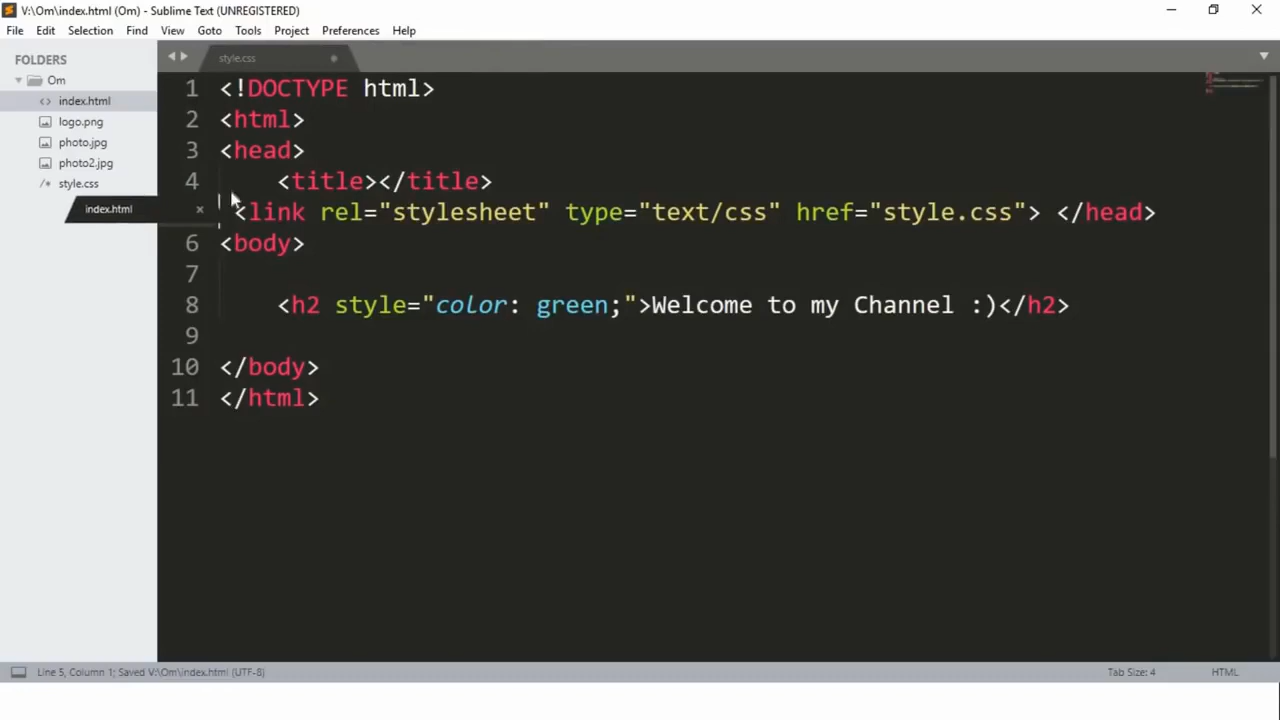 V:\Om\index.html (Om) - Sublime Text (UNREGISTERED)
File Edit Selection Find View Goto Tools Project Preferences Help
FOLDERS
Om
index.html
logo.png
photo.jpg
photo2.jpg
style.css
index.html
style.css
1 <!DOCTYPE html>
2 <html>
3 <head>
4 <title></title>
<link rel="stylesheet" type="text/css" href="style.css"> </head>
6 <body>
7
8 <h2 style="color: green;">Welcome to my Channel :)</h2>
9
10 </body>
11 </html>
Line 5, Column 1; Saved V:\Om\index.html (UTF-8)
Tab Size: 4
HTML